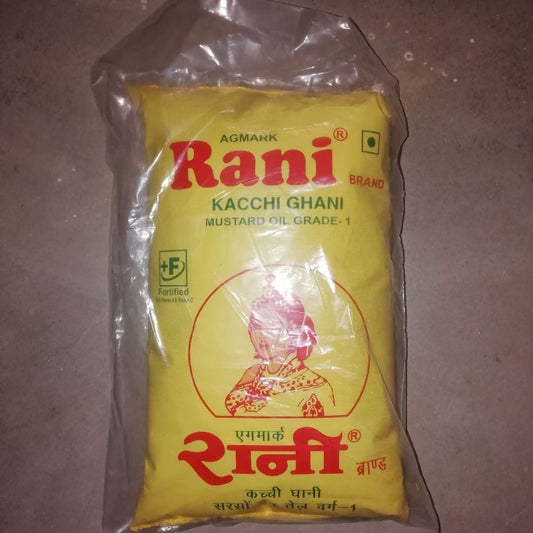 AGMARK
Rani®
BRAND
KACCHI GHANI
MUSTARD OIL GRADE-1
+F
Fortified
एगमार्क
रानी®
ब्राण्ड
कच्ची घानी
सरसों तेल वर्ग-1